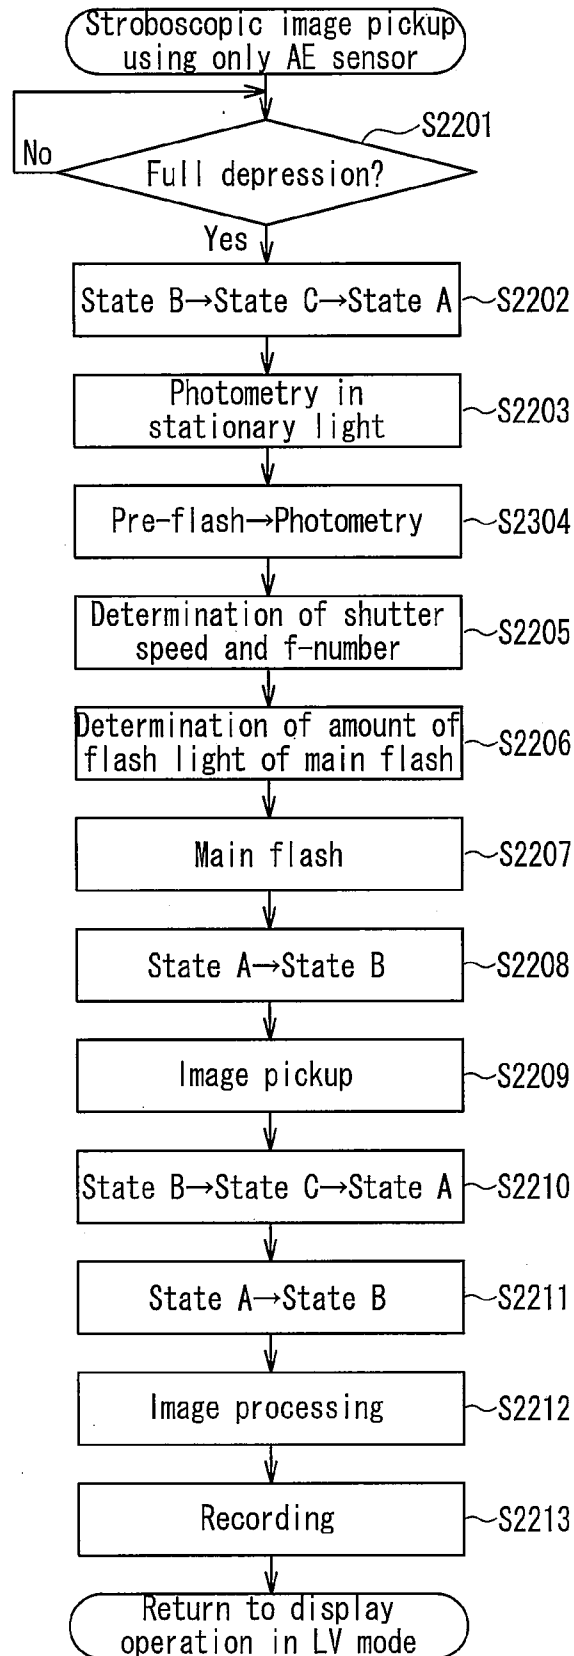 Stroboscopic image pickup
using only AE sensor
S2201
No
Full depression?
Yes
State B→State C→State A
S2202
Photometry in
stationary light
S2203
Pre-flash→Photometry
S2304
Determination of shutter
speed and f-number
S2205
Determination of amount of
flash light of main flash
S2206
Main flash
S2207
State A→State B
S2208
Image pickup
S2209
State B→State C→State A
S2210
State A→State B
S2211
Image processing
S2212
Recording
S2213
Return to display
operation in LV mode